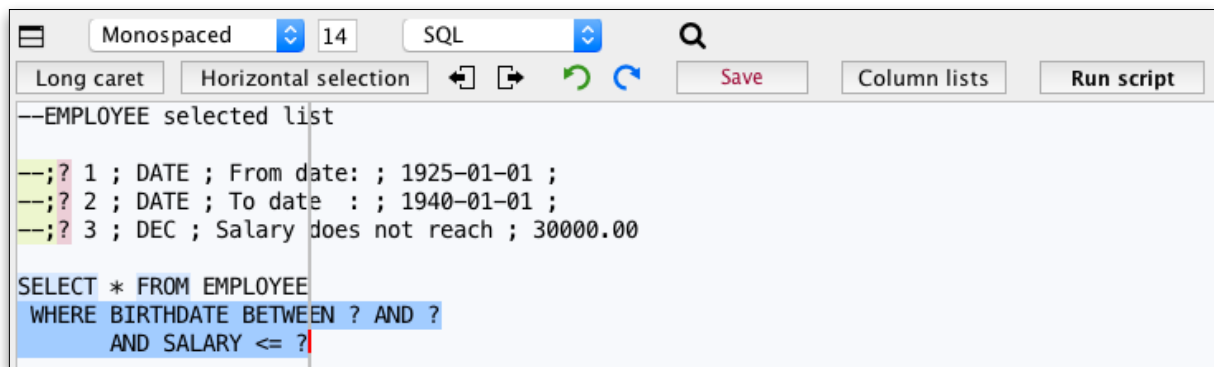 Monospaced 14 SQL
Long caret Horizontal selection Save Column lists Run script
--EMPLOYEE selected list
--;? 1 ; DATE ; From date: ; 1925-01-01 ;
--;? 2 ; DATE ; To date  : ; 1940-01-01 ;
--;? 3 ; DEC ; Salary does not reach ; 30000.00
SELECT * FROM EMPLOYEE
 WHERE BIRTHDATE BETWEEN ? AND ?
       AND SALARY <= ?